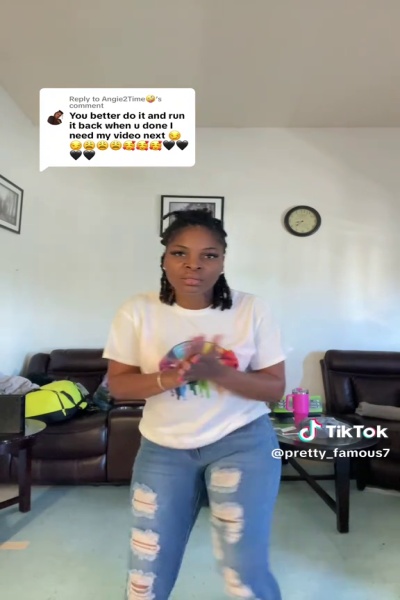 Reply to Angie2Time🤪's
comment
You better do it and run
it back when u done I
need my video next 😏
😏😩😩😩🥰🥰🥰🖤🖤
🖤🖤
TikTok
@pretty_famous7